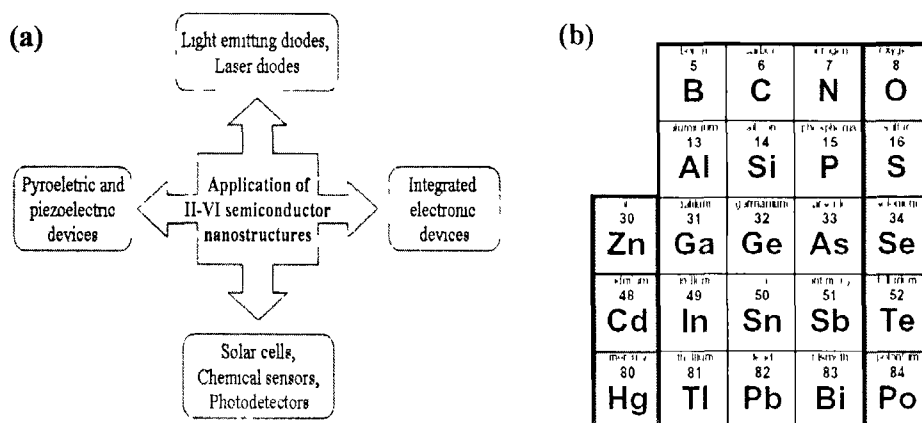 (a)
Light emitting diodes,
Laser diodes
Pyroeletric and
piezoelectric
devices
Application of
II-VI semiconductor
nanostructures
Integrated
electronic
devices
Solar cells,
Chemical sensors,
Photodetectors
(b)
5 6 7 8
B C N O
13 14 15 16
Al Si P S
30 31 32 33 34
Zn Ga Ge As Se
48 49 50 51 52
Cd In Sn Sb Te
80 81 82 83 84
Hg Tl Pb Bi Po